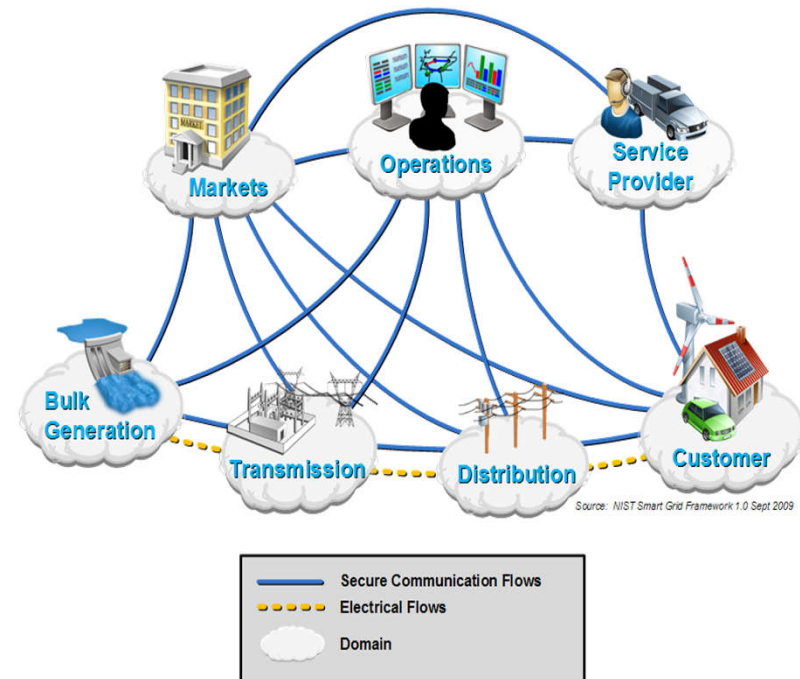 MARKET
Markets
Operations
Service
Provider
Bulk
Generation
Transmission
Distribution
Customer
Source: NIST Smart Grid Framework 1.0 Sept 2009
Secure Communication Flows
Electrical Flows
Domain